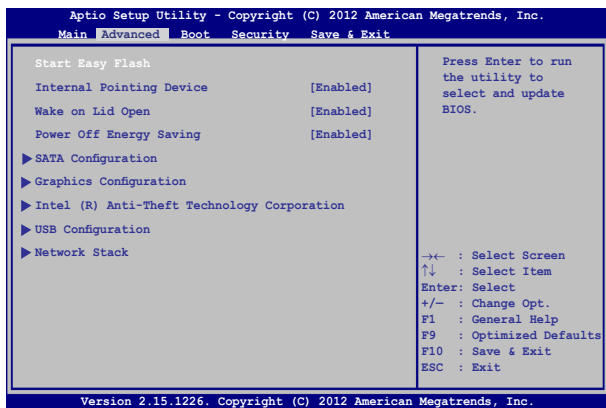 Aptio Setup Utility - Copyright (C) 2012 American Megatrends, Inc.
Main Advanced Boot Security Save & Exit
Start Easy Flash
Internal Pointing Device [Enabled]
Wake on Lid Open [Enabled]
Power Off Energy Saving [Enabled]
SATA Configuration
Graphics Configuration
Intel (R) Anti-Theft Technology Corporation
USB Configuration
Network Stack
Press Enter to run
the utility to
select and update
BIOS.
→← : Select Screen
↑↓ : Select Item
Enter: Select
+/— : Change Opt.
F1 : General Help
F9 : Optimized Defaults
F10 : Save & Exit
ESC : Exit
Version 2.15.1226. Copyright (C) 2012 American Megatrends, Inc.